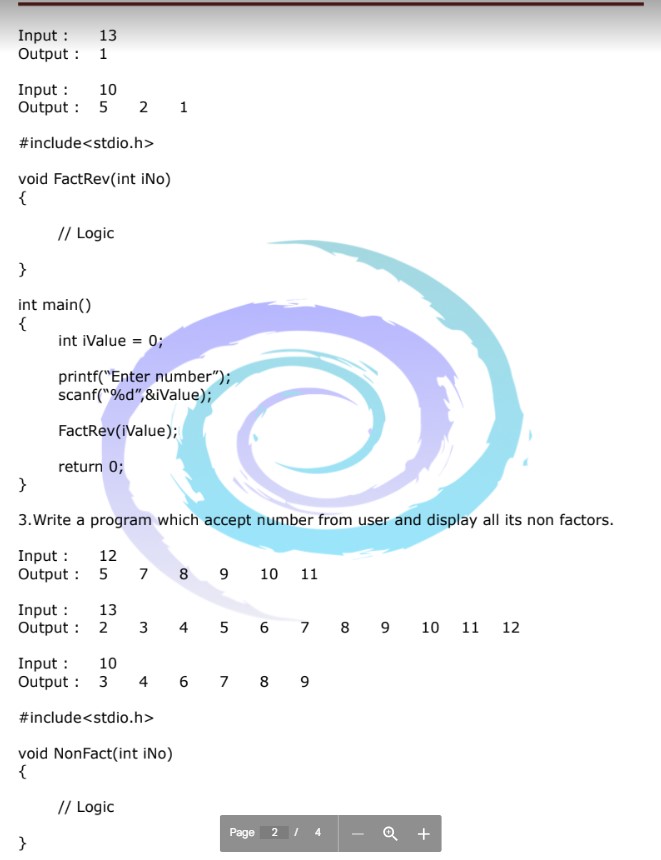 Input : 13
Output : 1
Input : 10
Output : 5 2 1
#include<stdio.h>
void FactRev(int iNo)
{
// Logic
}
int main()
{
int iValue = 0;
printf(“Enter number”);
scanf(“%d”,&iValue);
FactRev(iValue);
return 0;
}
3.Write a program which accept number from user and display all its non factors.
Input : 12
Output : 5 7 8 9 10 11
Input : 13
Output : 2 3 4 5 6 7 8 9 10 11 12
Input : 10
Output : 3 4 6 7 8 9
#include<stdio.h>
void NonFact(int iNo)
{
// Logic
}
Page 2 / 4